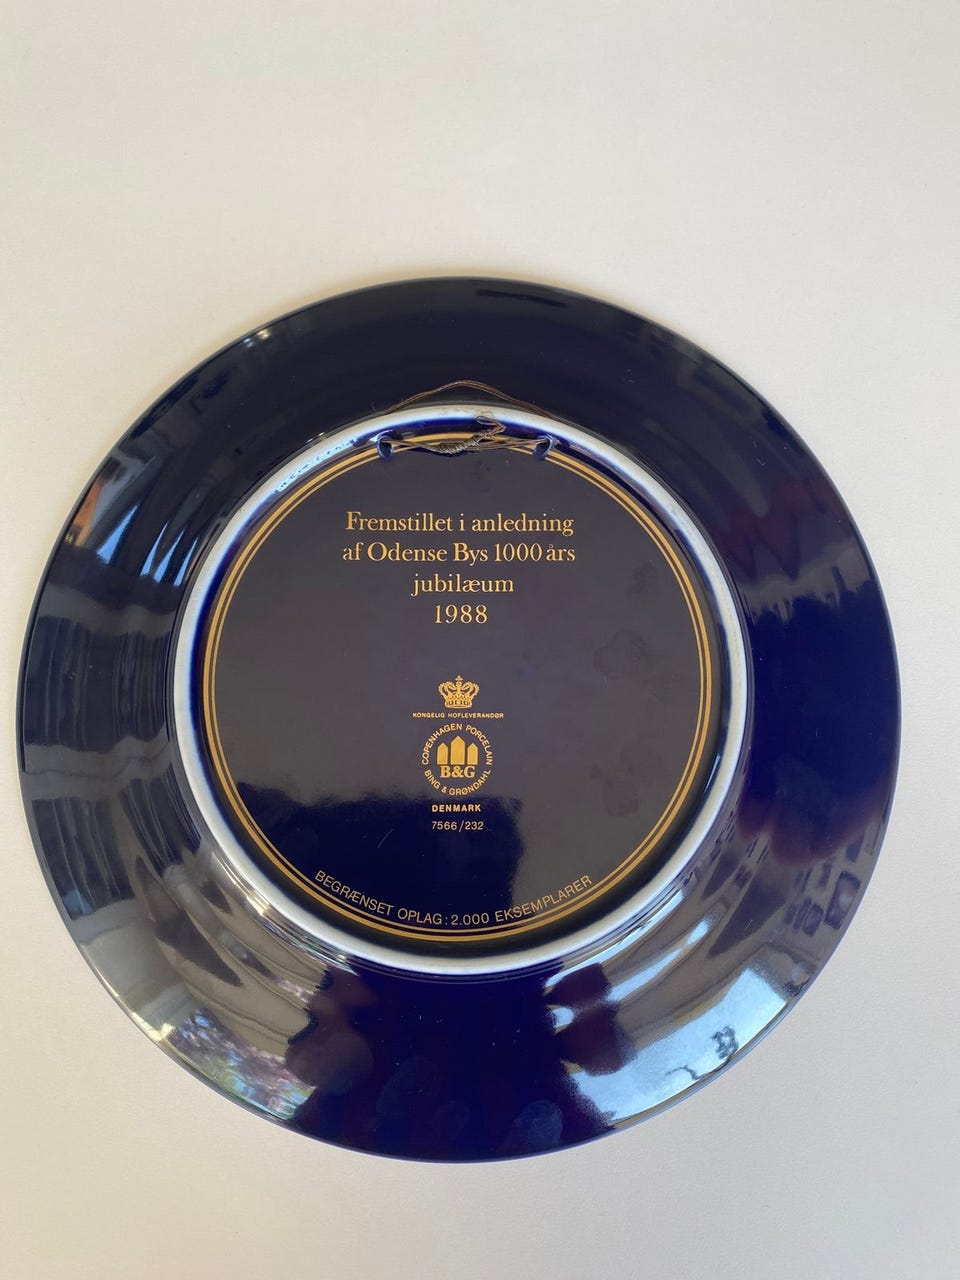 Fremstillet i anledning
af Odense Bys 1000 års
jubilæum
1988
KONGELIG HOFLEVERANDØR
COPENHAGEN PORCELAIN
B&G
BING & GRØNDAHL
DENMARK
7566/232
BEGRÆNSET OPLAG: 2.000 EKSEMPLARER